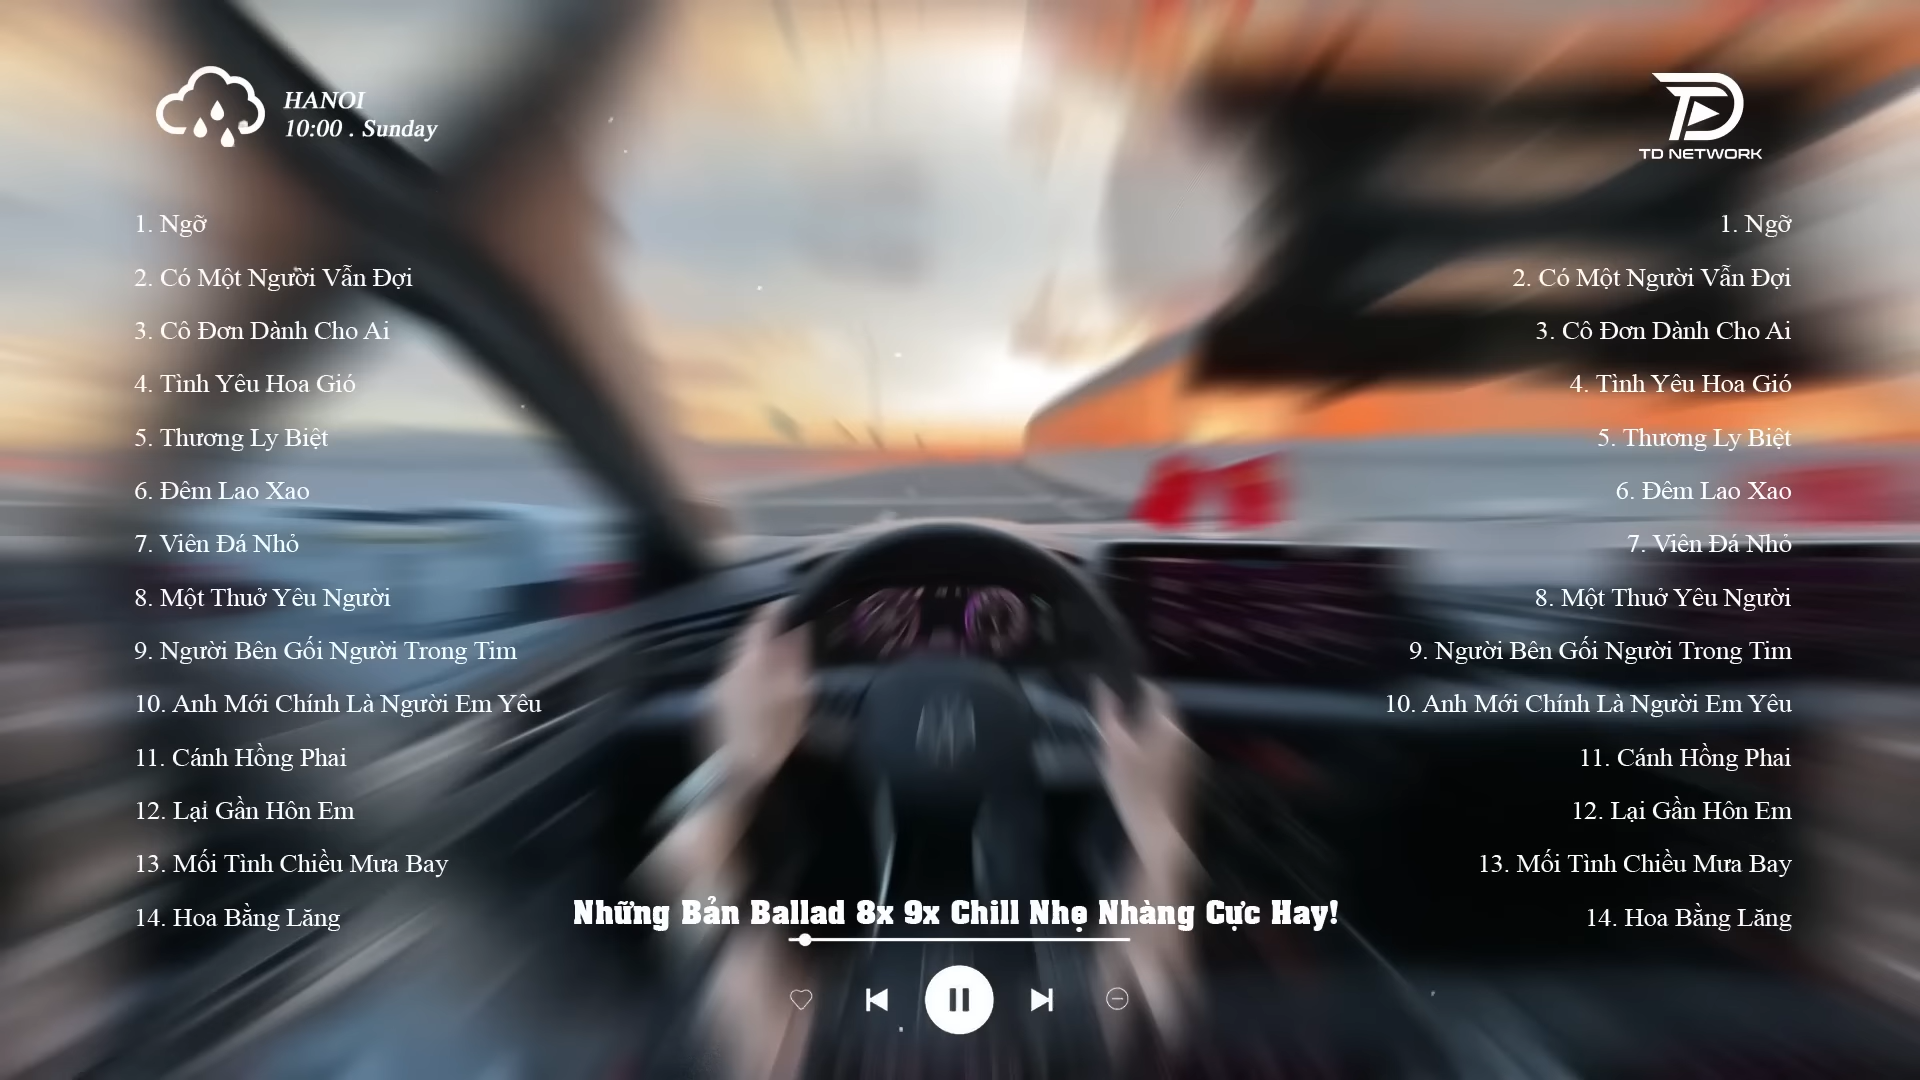 HANOI
10:00 . Sunday
TD NETWORK
1. Ngỡ
2. Có Một Người Vẫn Đợi
3. Cô Đơn Dành Cho Ai
4. Tình Yêu Hoa Gió
5. Thương Ly Biệt
6. Đêm Lao Xao
7. Viên Đá Nhỏ
8. Một Thuở Yêu Người
9. Người Bên Gối Người Trong Tim
10. Anh Mới Chính Là Người Em Yêu
11. Cánh Hồng Phai
12. Lại Gần Hôn Em
13. Mối Tình Chiều Mưa Bay
14. Hoa Bằng Lăng
1. Ngỡ
2. Có Một Người Vẫn Đợi
3. Cô Đơn Dành Cho Ai
4. Tình Yêu Hoa Gió
5. Thương Ly Biệt
6. Đêm Lao Xao
7. Viên Đá Nhỏ
8. Một Thuở Yêu Người
9. Người Bên Gối Người Trong Tim
10. Anh Mới Chính Là Người Em Yêu
11. Cánh Hồng Phai
12. Lại Gần Hôn Em
13. Mối Tình Chiều Mưa Bay
14. Hoa Bằng Lăng
Những Bản Ballad 8x 9x Chill Nhẹ Nhàng Cực Hay!